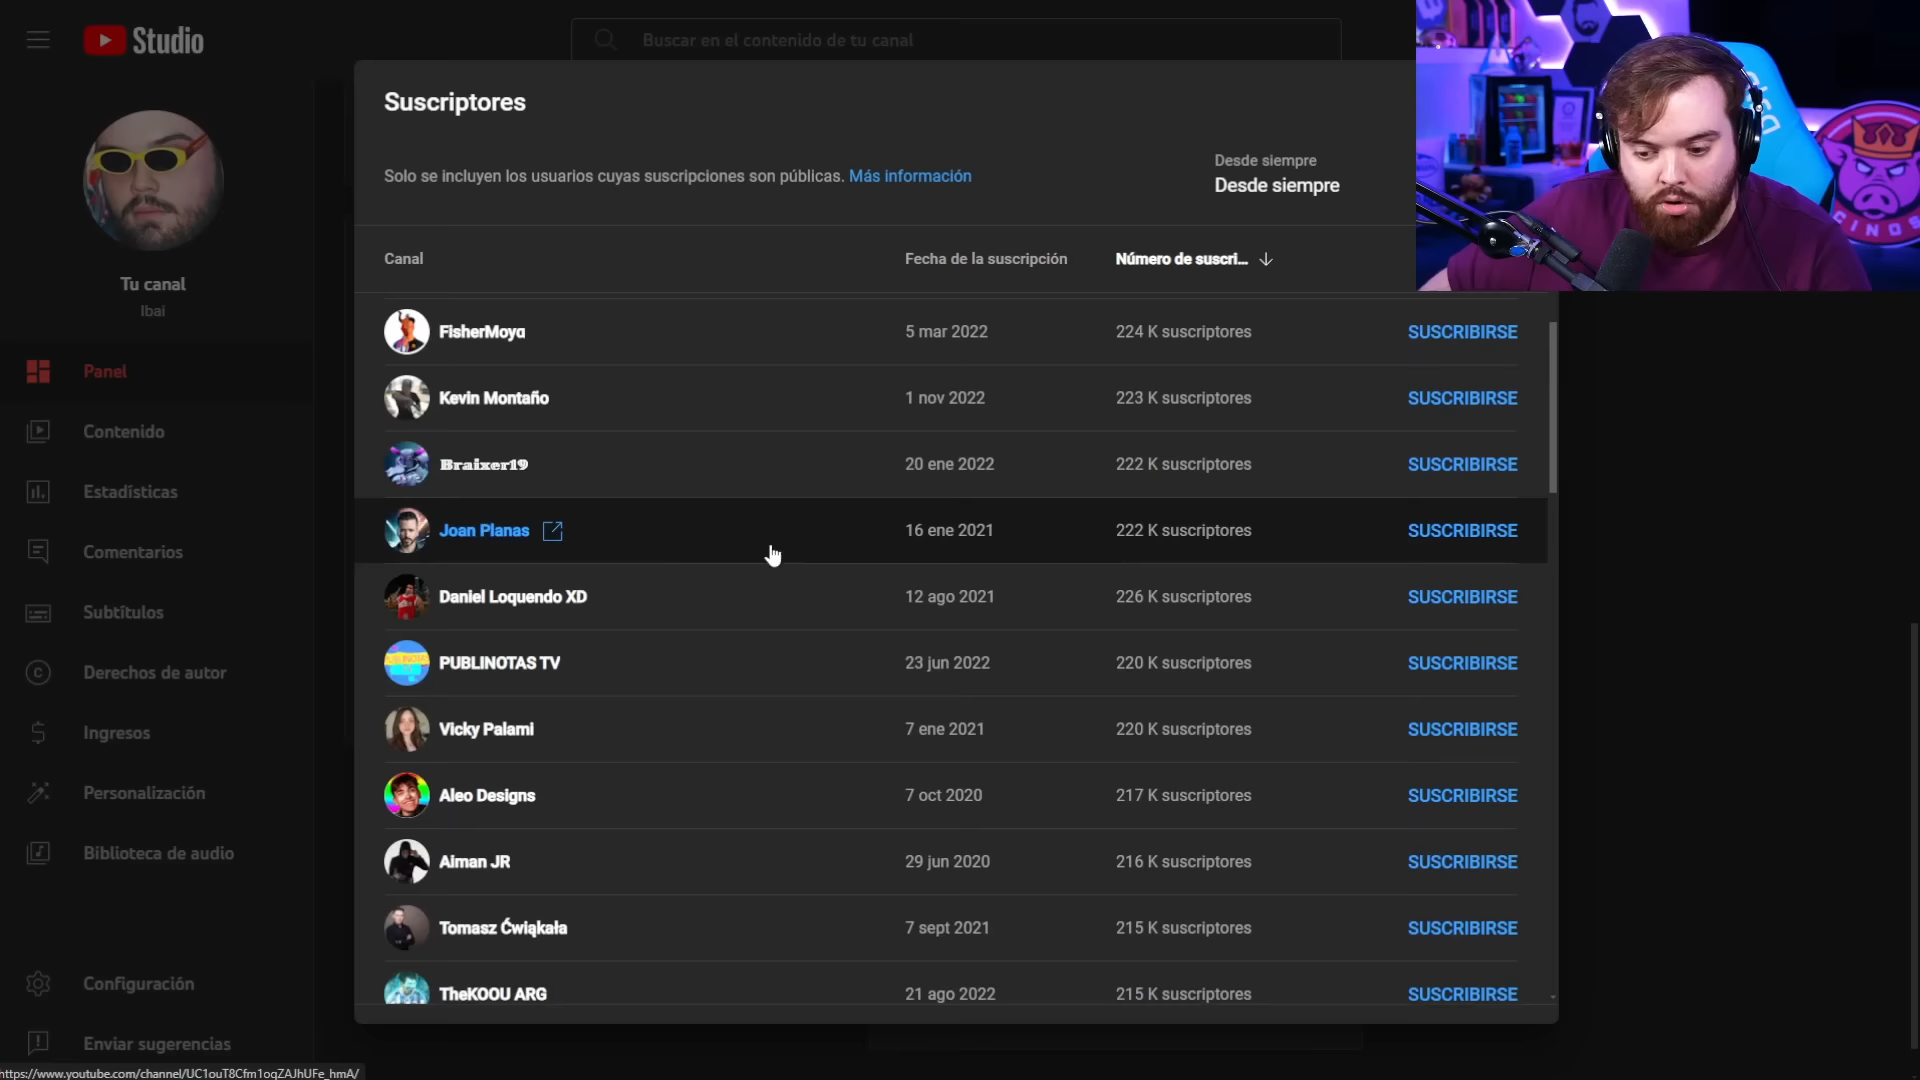 Studio
Buscar en el contenido de tu canal
Tu canal
Ibai
Panel
Contenido
Estadísticas
Comentarios
Subtítulos
Derechos de autor
Ingresos
Personalización
Biblioteca de audio
Configuración
Enviar sugerencias
Suscriptores
Solo se incluyen los usuarios cuyas suscripciones son públicas. Más información
Desde siempre
Desde siempre
Canal Fecha de la suscripción Número de suscri...
FisherMoya 5 mar 2022 224 K suscriptores SUSCRIBIRSE
Kevin Montaño 1 nov 2022 223 K suscriptores SUSCRIBIRSE
Braixer19 20 ene 2022 222 K suscriptores SUSCRIBIRSE
Joan Planas 16 ene 2021 222 K suscriptores SUSCRIBIRSE
Daniel Loquendo XD 12 ago 2021 226 K suscriptores SUSCRIBIRSE
PUBLINOTAS TV 23 jun 2022 220 K suscriptores SUSCRIBIRSE
Vicky Palami 7 ene 2021 220 K suscriptores SUSCRIBIRSE
Aleo Designs 7 oct 2020 217 K suscriptores SUSCRIBIRSE
Aiman JR 29 jun 2020 216 K suscriptores SUSCRIBIRSE
Tomasz Ćwiąkała 7 sept 2021 215 K suscriptores SUSCRIBIRSE
TheKOOU ARG 21 ago 2022 215 K suscriptores SUSCRIBIRSE
https://www.youtube.com/channel/UC1ouT8Cfm1oqZAJhUFe_hmA/
CINOS